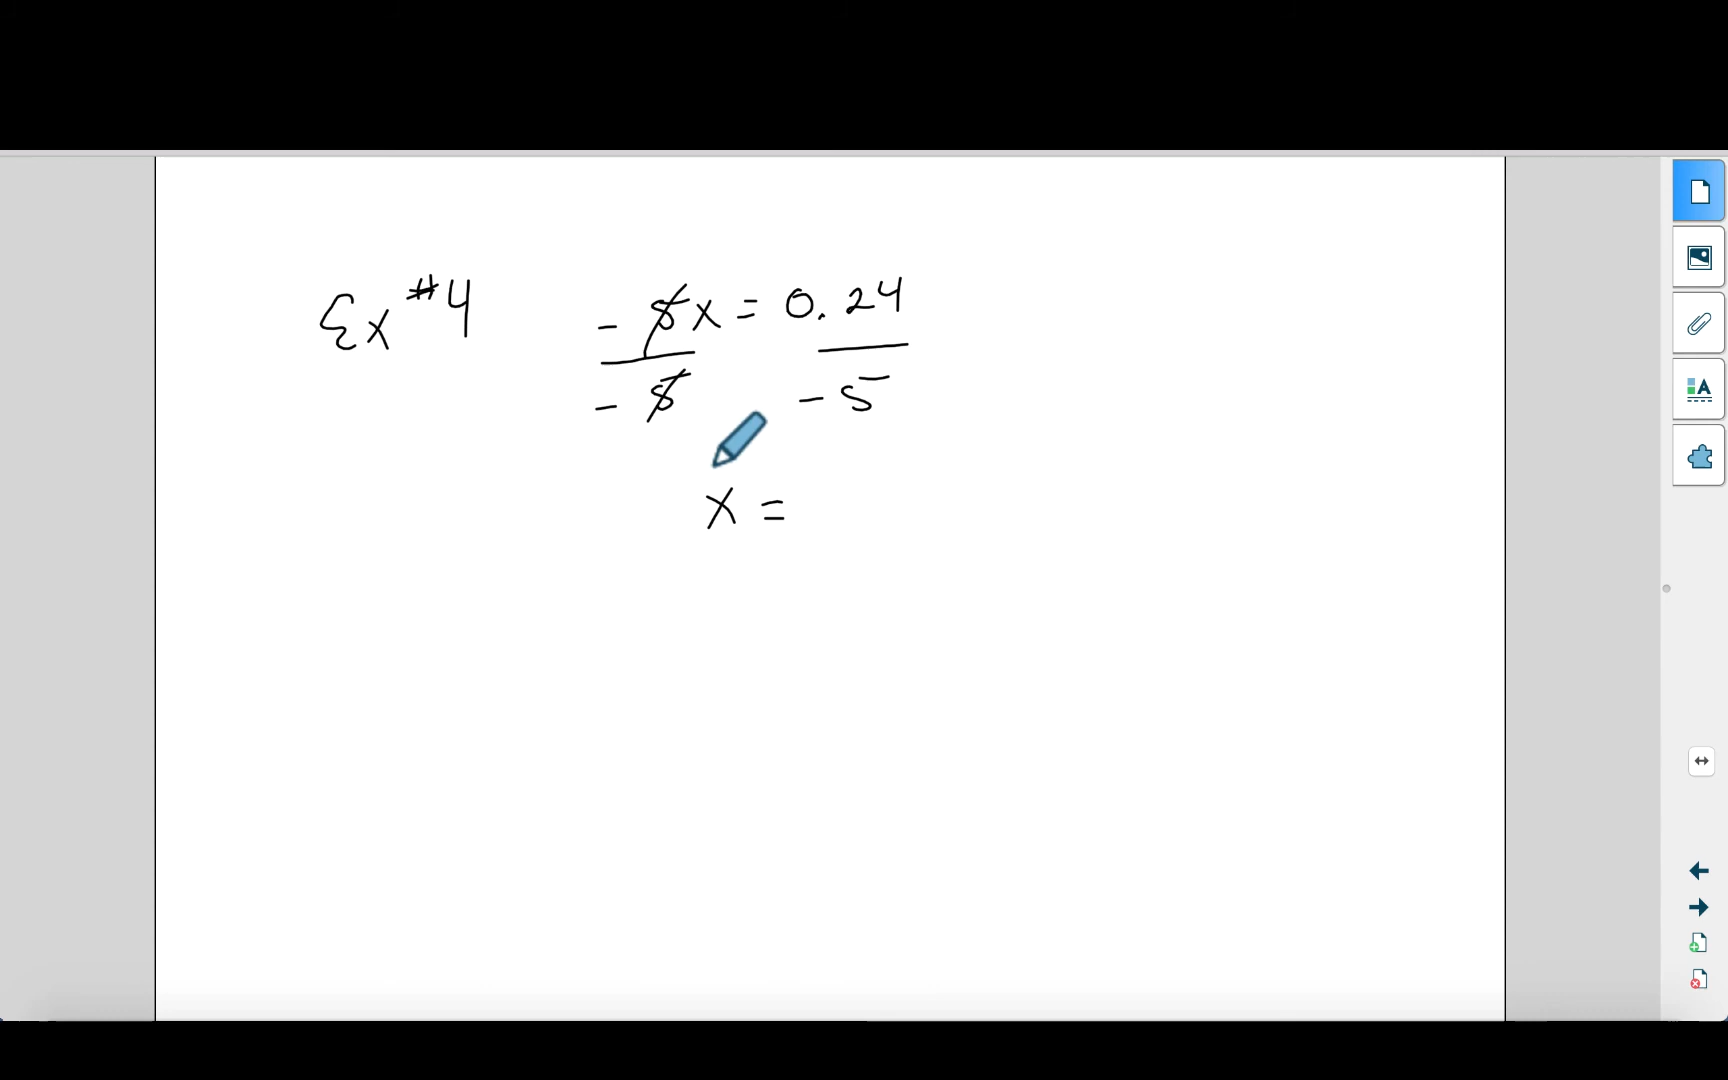 Ex #4
- 5x = 0.24
- 5   - 5
x =
A